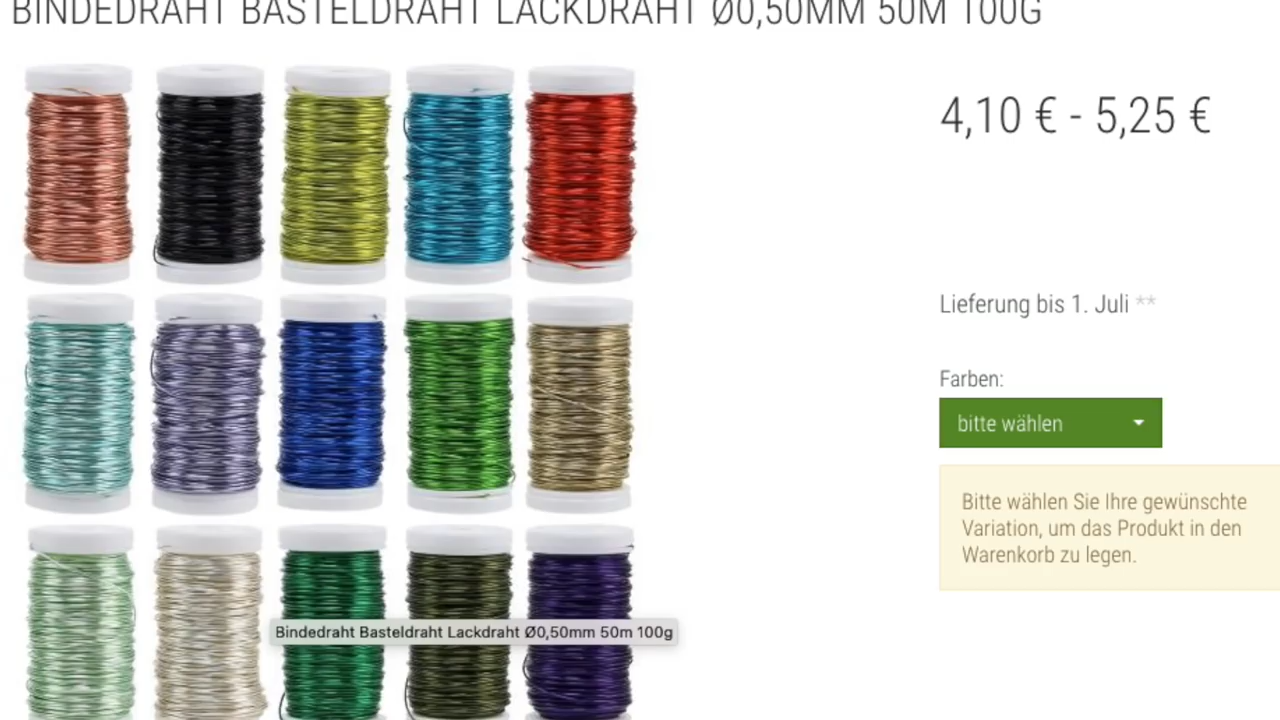 BINDEDRAHT BASTELDRAHT LACKDRAHT Ø0,50MM 50M 100G
4,10 € - 5,25 €
Lieferung bis 1. Juli **
Farben:
bitte wählen
Bitte wählen Sie Ihre gewünschte
Variation, um das Produkt in den
Warenkorb zu legen.
Bindedraht Basteldraht Lackdraht Ø0,50mm 50m 100g